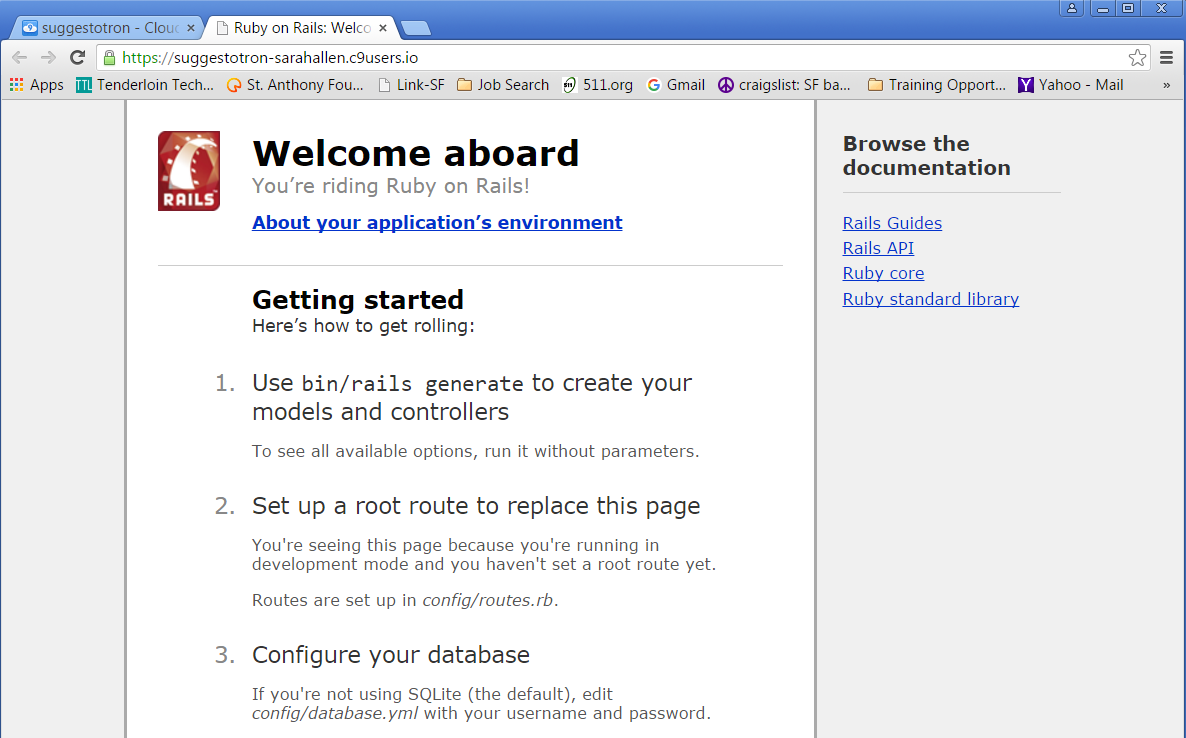 suggestotron - Clou
Ruby on Rails: Welco
https://suggestotron-sarahallen.c9users.io
Apps
Tenderloin Tech...
St. Anthony Fou...
Link-SF
Job Search
511
511.org
Gmail
craigslist: SF ba...
Training Opport...
Yahoo - Mail
»
RAILS
Welcome aboard
You’re riding Ruby on Rails!
About your application’s environment
Getting started
Here’s how to get rolling:
1. Use bin/rails generate to create your
models and controllers
To see all available options, run it without parameters.
2. Set up a root route to replace this page
You're seeing this page because you're running in
development mode and you haven't set a root route yet.
Routes are set up in config/routes.rb.
3. Configure your database
If you're not using SQLite (the default), edit
config/database.yml with your username and password.
Browse the
documentation
Rails Guides
Rails API
Ruby core
Ruby standard library